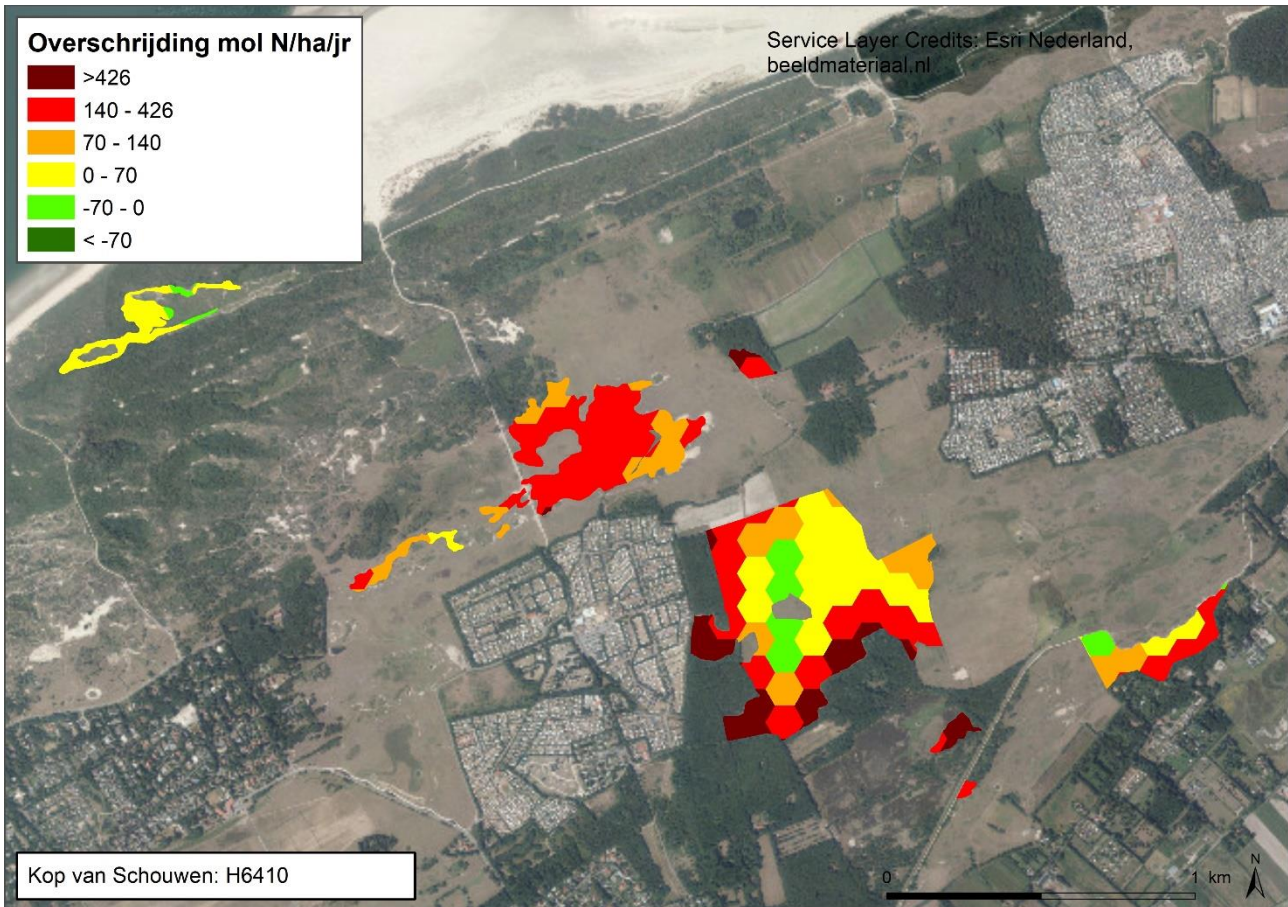 Overschrijding mol N/ha/jr
>426
140 - 426
70 - 140
0 - 70
-70 - 0
< -70
Service Layer Credits: Esri Nederland,
beeldmateriaal.nl
Kop van Schouwen: H6410
0 1 km
N